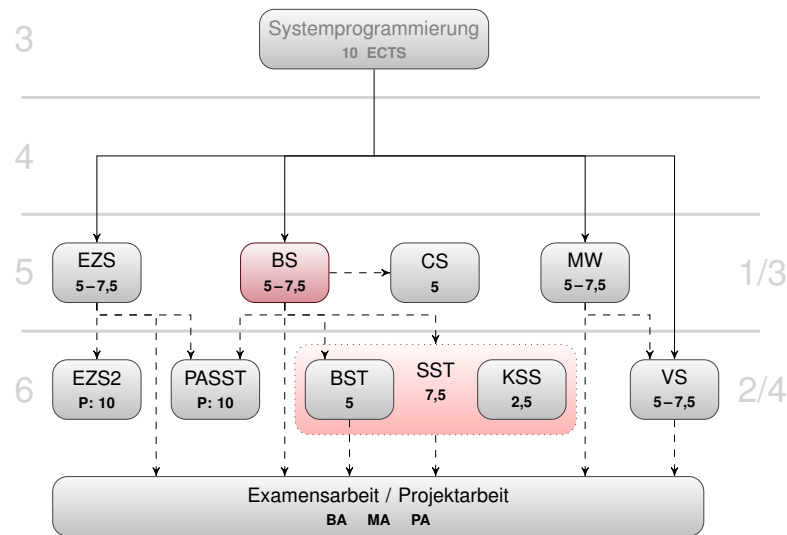 3
Systemprogrammierung
10 ECTS
4
5
EZS
5–7,5
BS
5–7,5
CS
5
MW
5–7,5
1/3
6
EZS2
P: 10
PASST
P: 10
BST
5
SST
7,5
KSS
2,5
VS
5–7,5
2/4
Examensarbeit / Projektarbeit
BA MA PA